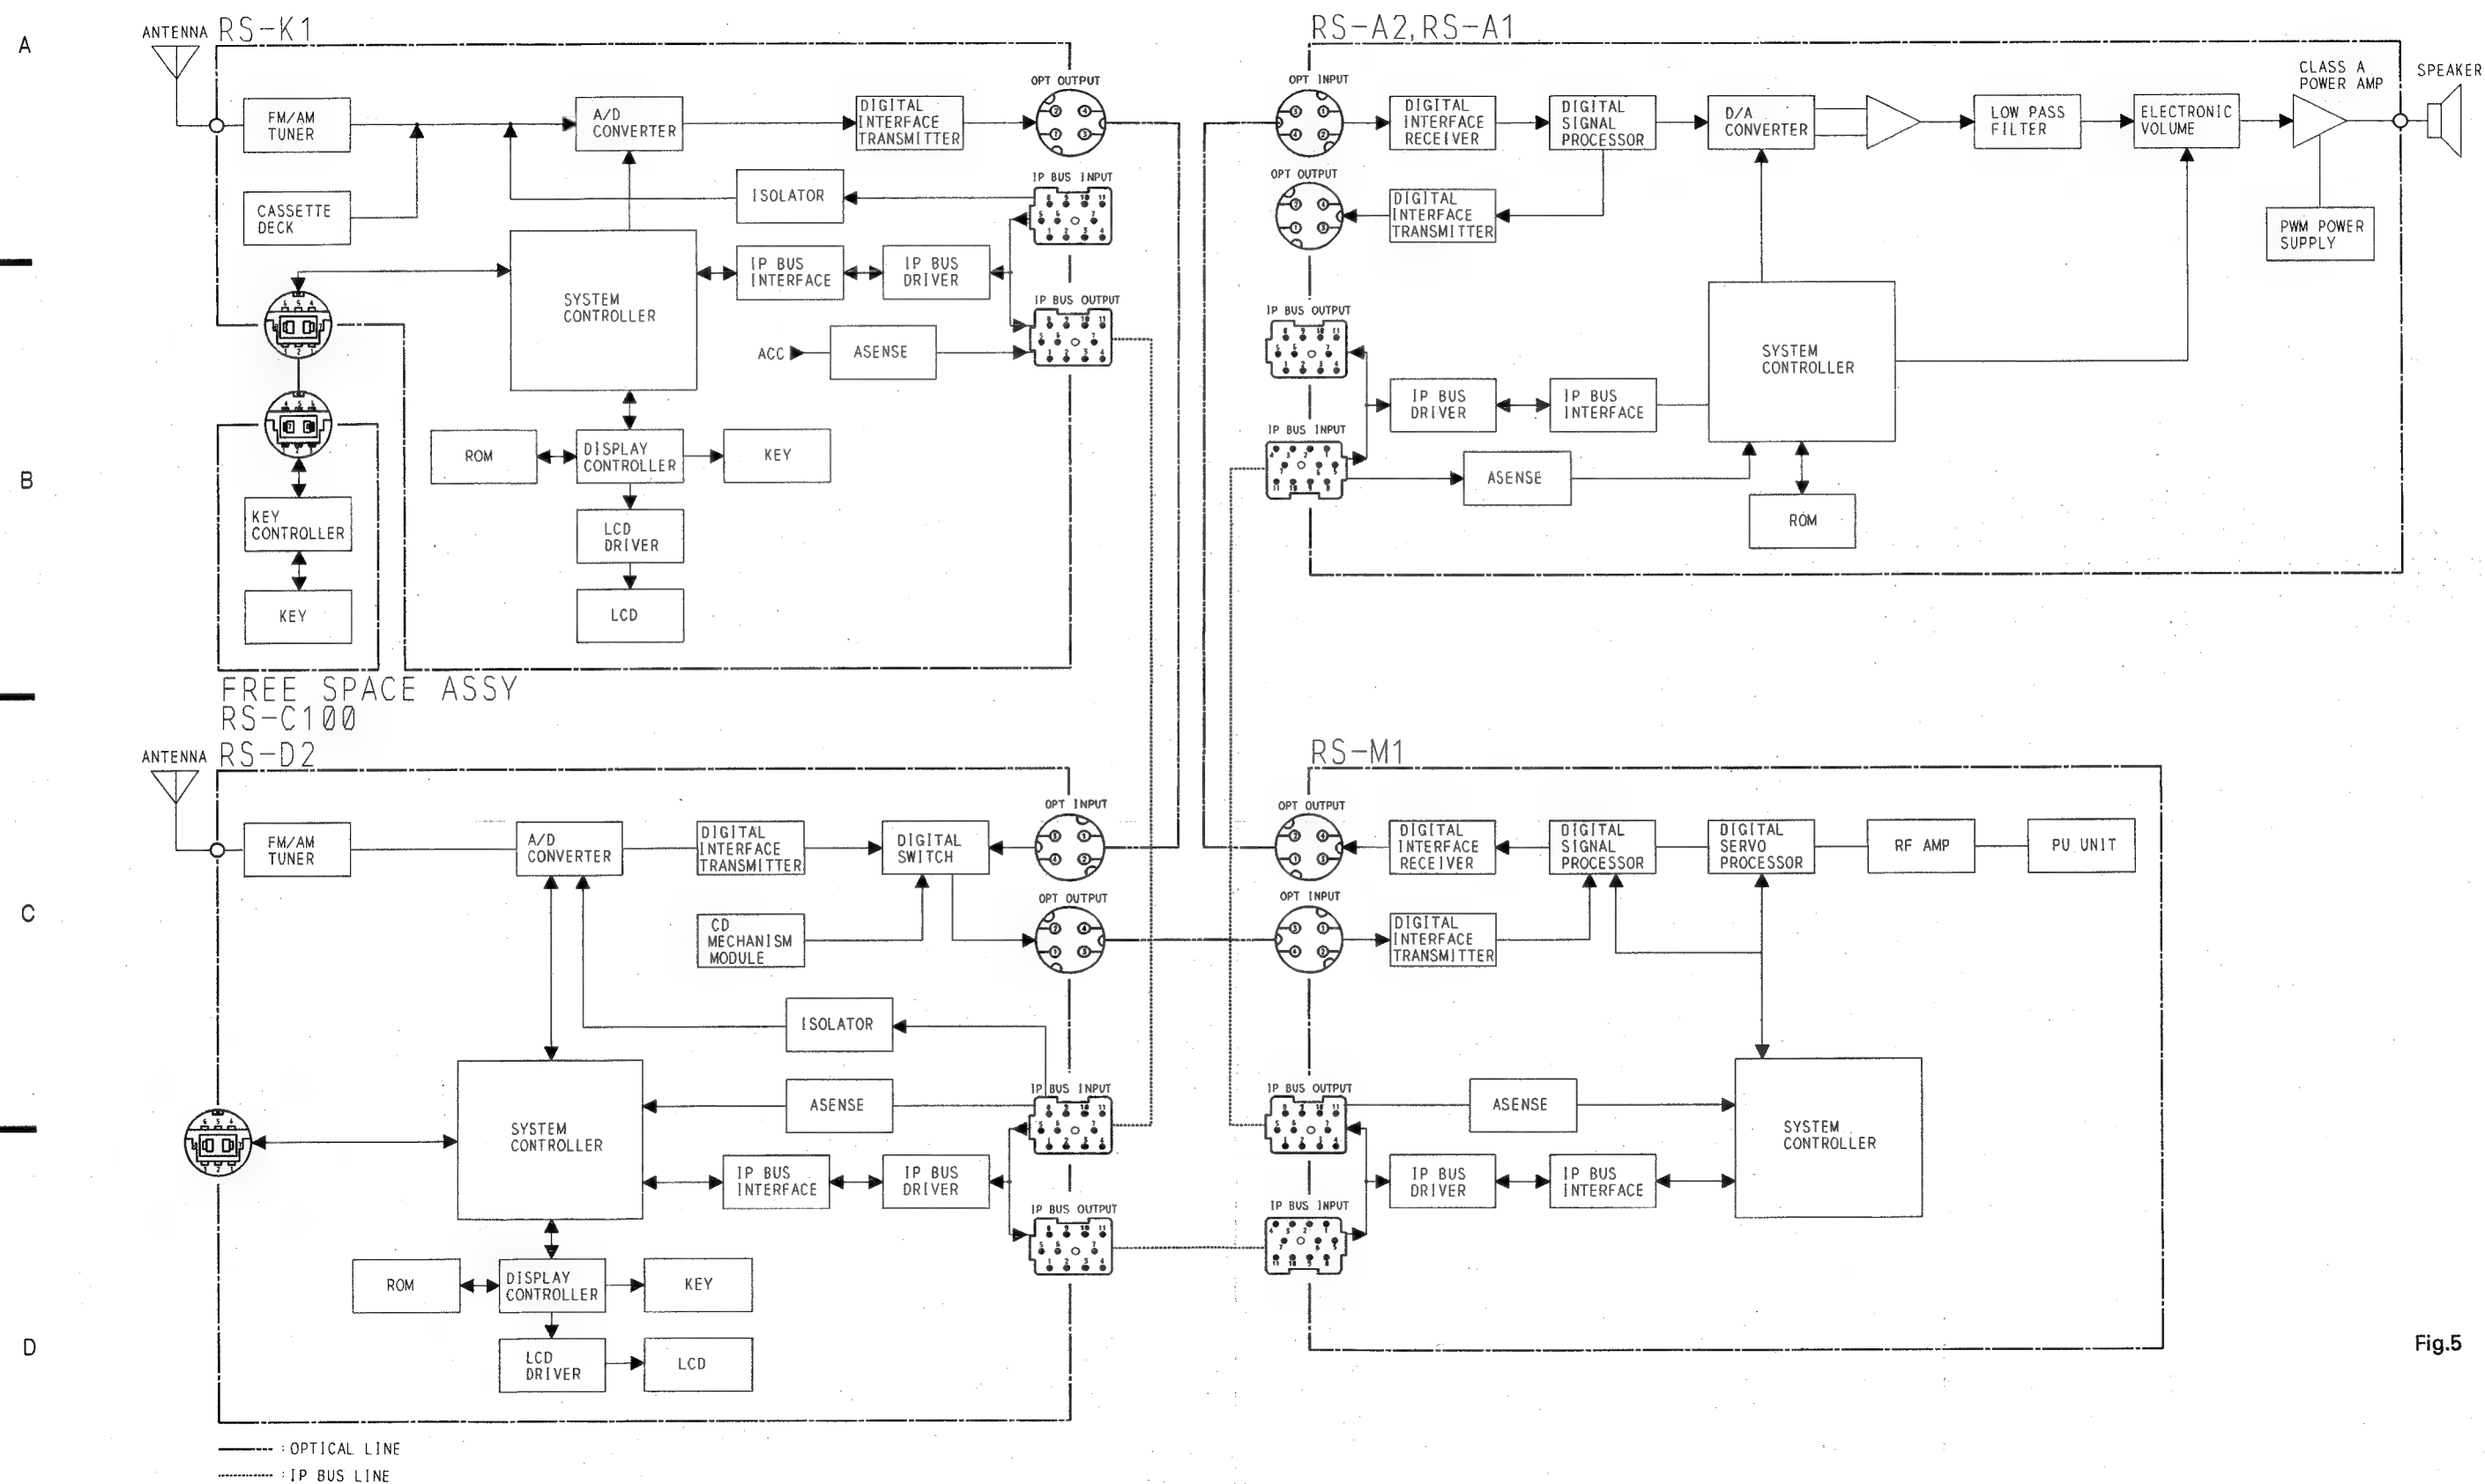 A
B
C
D
ANTENNA
RS-K1
FM/AM
TUNER
CASSETTE
DECK
A/D
CONVERTER
DIGITAL
INTERFACE
TRANSMITTER
OPT OUTPUT
ISOLATOR
IP BUS INPUT
SYSTEM
CONTROLLER
IP BUS
INTERFACE
IP BUS
DRIVER
IP BUS OUTPUT
ACC
ASENSE
ROM
DISPLAY
CONTROLLER
KEY
LCD
DRIVER
LCD
KEY
CONTROLLER
KEY
FREE SPACE ASSY
RS-C100
RS-A2,RS-A1
OPT INPUT
DIGITAL
INTERFACE
RECEIVER
DIGITAL
SIGNAL
PROCESSOR
D/A
CONVERTER
LOW PASS
FILTER
ELECTRONIC
VOLUME
CLASS A
POWER AMP
SPEAKER
OPT OUTPUT
DIGITAL
INTERFACE
TRANSMITTER
PWM POWER
SUPPLY
IP BUS OUTPUT
SYSTEM
CONTROLLER
IP BUS
DRIVER
IP BUS
INTERFACE
IP BUS INPUT
ASENSE
ROM
ANTENNA
RS-D2
FM/AM
TUNER
A/D
CONVERTER
DIGITAL
INTERFACE
TRANSMITTER
DIGITAL
SWITCH
OPT INPUT
CD
MECHANISM
MODULE
OPT OUTPUT
ISOLATOR
IP BUS INPUT
ASENSE
SYSTEM
CONTROLLER
IP BUS
INTERFACE
IP BUS
DRIVER
IP BUS OUTPUT
ROM
DISPLAY
CONTROLLER
KEY
LCD
DRIVER
LCD
RS-M1
OPT OUTPUT
DIGITAL
INTERFACE
RECEIVER
DIGITAL
SIGNAL
PROCESSOR
DIGITAL
SERVO
PROCESSOR
RF AMP
PU UNIT
OPT INPUT
DIGITAL
INTERFACE
TRANSMITTER
IP BUS OUTPUT
ASENSE
SYSTEM
CONTROLLER
IP BUS
DRIVER
IP BUS
INTERFACE
IP BUS INPUT
Fig.5
: OPTICAL LINE
: IP BUS LINE